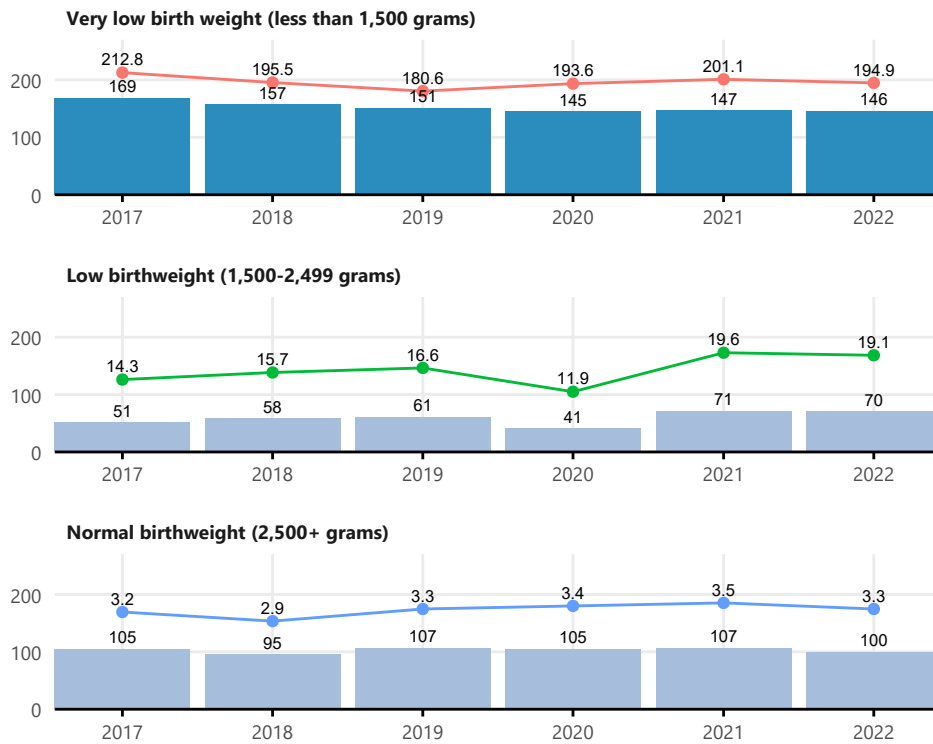 Very low birth weight (less than 1,500 grams)
212.8 195.5 180.6 193.6 201.1 194.9
200
169 157 151 145 147 146
100
0
2017 2018 2019 2020 2021 2022
Low birthweight (1,500-2,499 grams)
200
14.3 15.7 16.6 11.9 19.6 19.1
100
51 58 61 41 71 70
0
2017 2018 2019 2020 2021 2022
Normal birthweight (2,500+ grams)
200
3.2 2.9 3.3 3.4 3.5 3.3
105 95 107 105 107 100
100
0
2017 2018 2019 2020 2021 2022